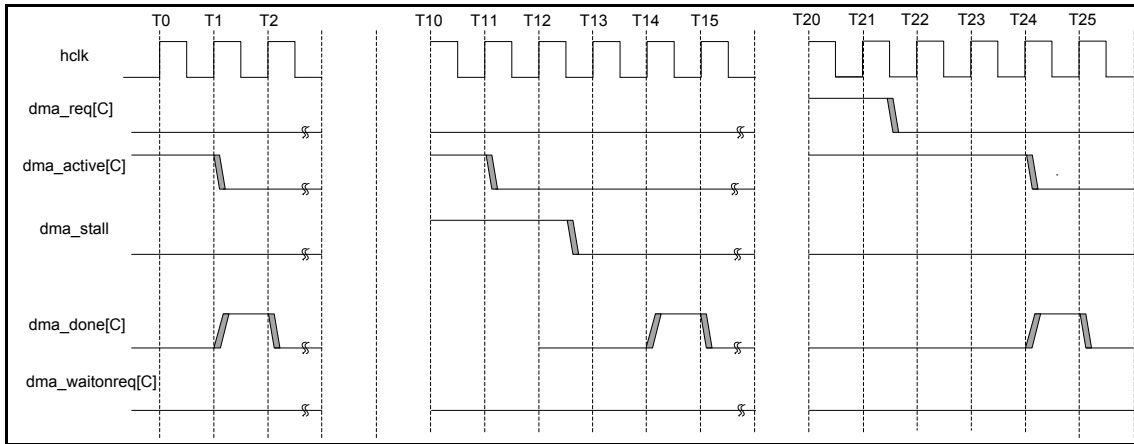 T0 T1 T2 T10 T11 T12 T13 T14 T15 T20 T21 T22 T23 T24 T25
hclk
dma_req[C]
dma_active[C]
dma_stall
dma_done[C]
dma_waitonreq[C]